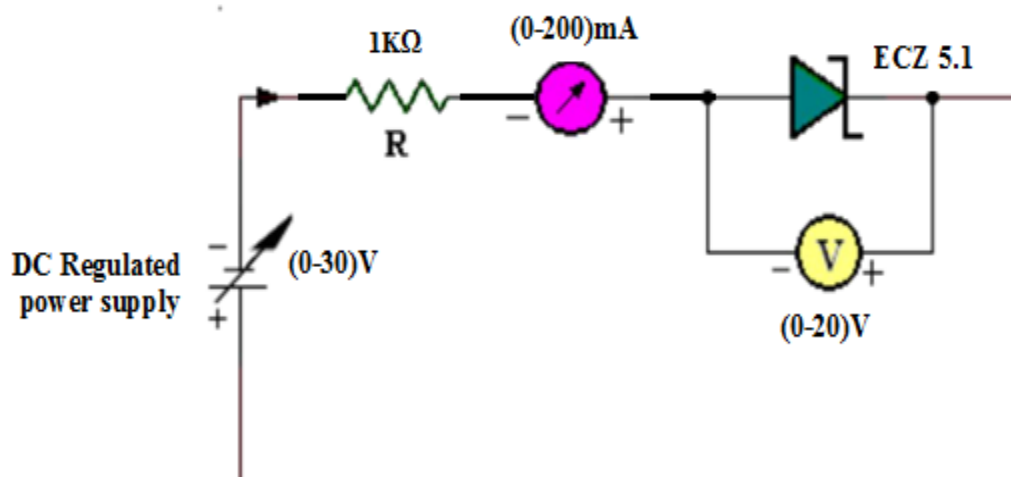 1KΩ
(0-200)mA
ECZ 5.1
R
- +
DC Regulated
power supply
-
+
(0-30)V
V
- +
(0-20)V